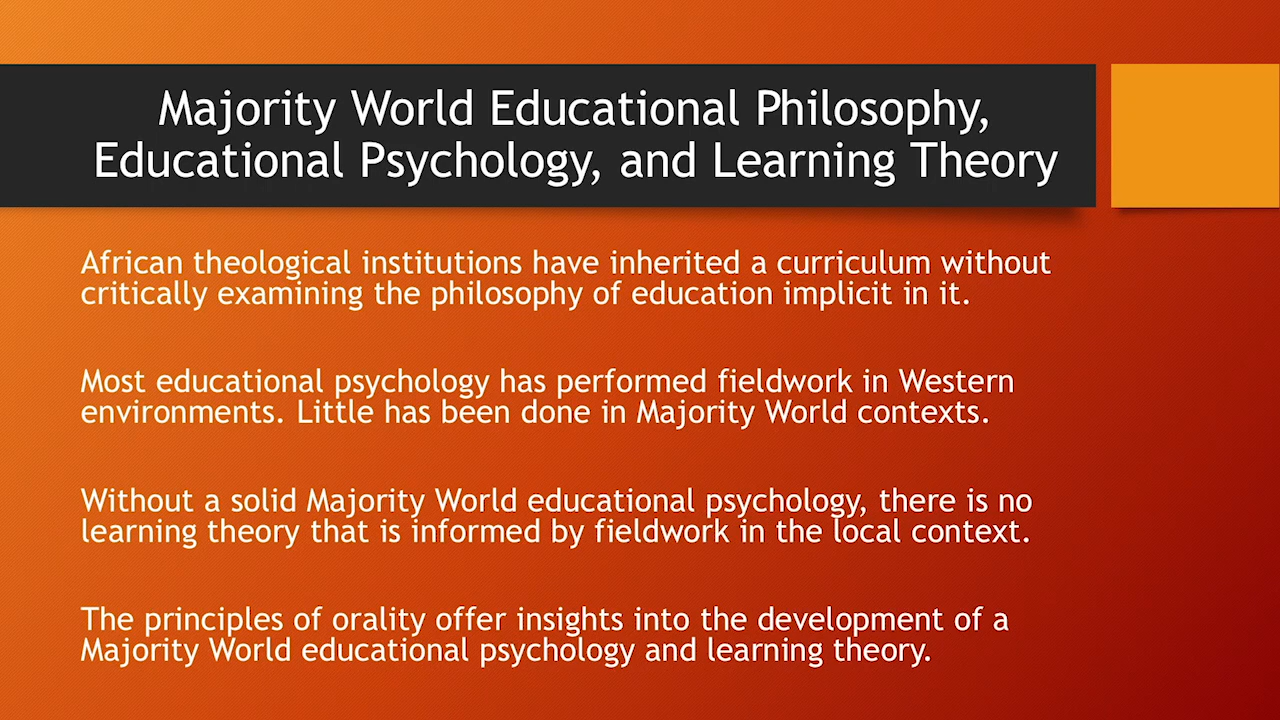 Majority World Educational Philosophy,
Educational Psychology, and Learning Theory
African theological institutions have inherited a curriculum without
critically examining the philosophy of education implicit in it.
Most educational psychology has performed fieldwork in Western
environments. Little has been done in Majority World contexts.
Without a solid Majority World educational psychology, there is no
learning theory that is informed by fieldwork in the local context.
The principles of orality offer insights into the development of a
Majority World educational psychology and learning theory.